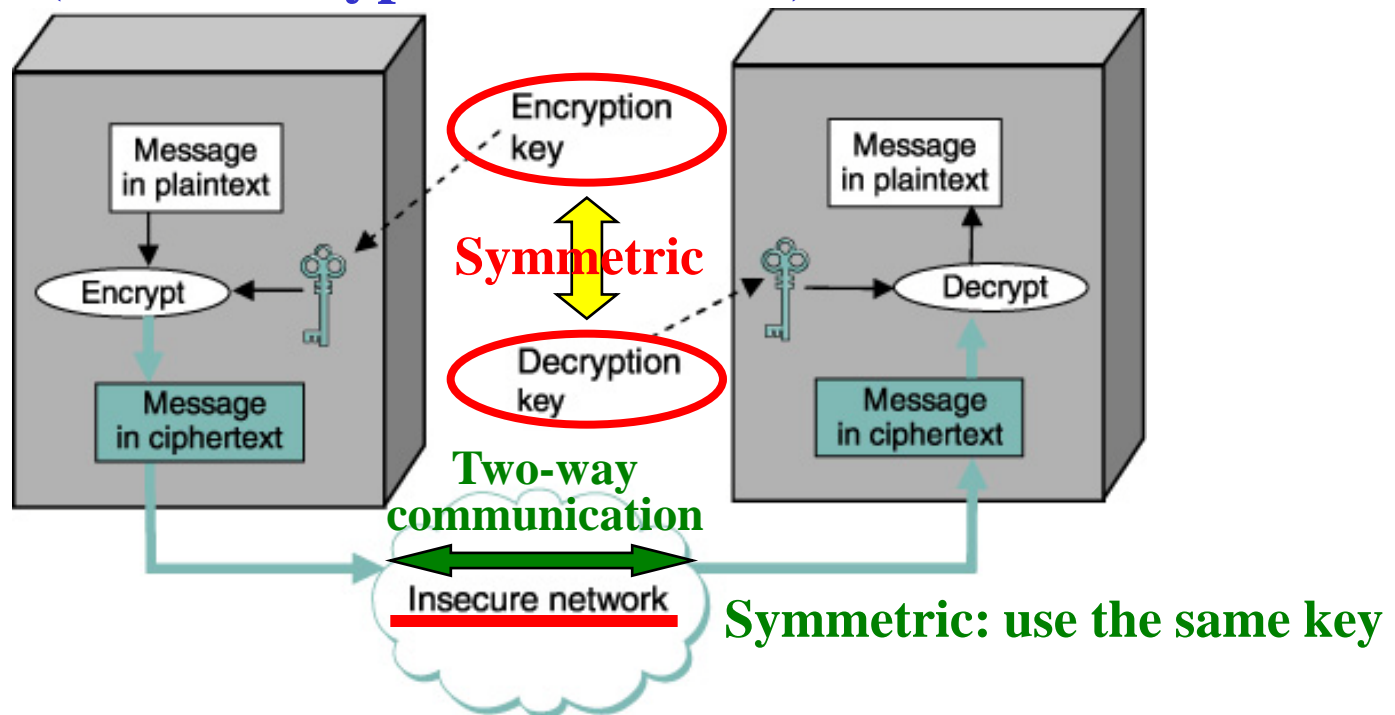 Encryption
key
Message
in plaintext
Message
in plaintext
Symmetric
Encrypt
Decrypt
Decryption
key
Message
in ciphertext
Message
in ciphertext
Two-way
communication
Insecure network
Symmetric: use the same key